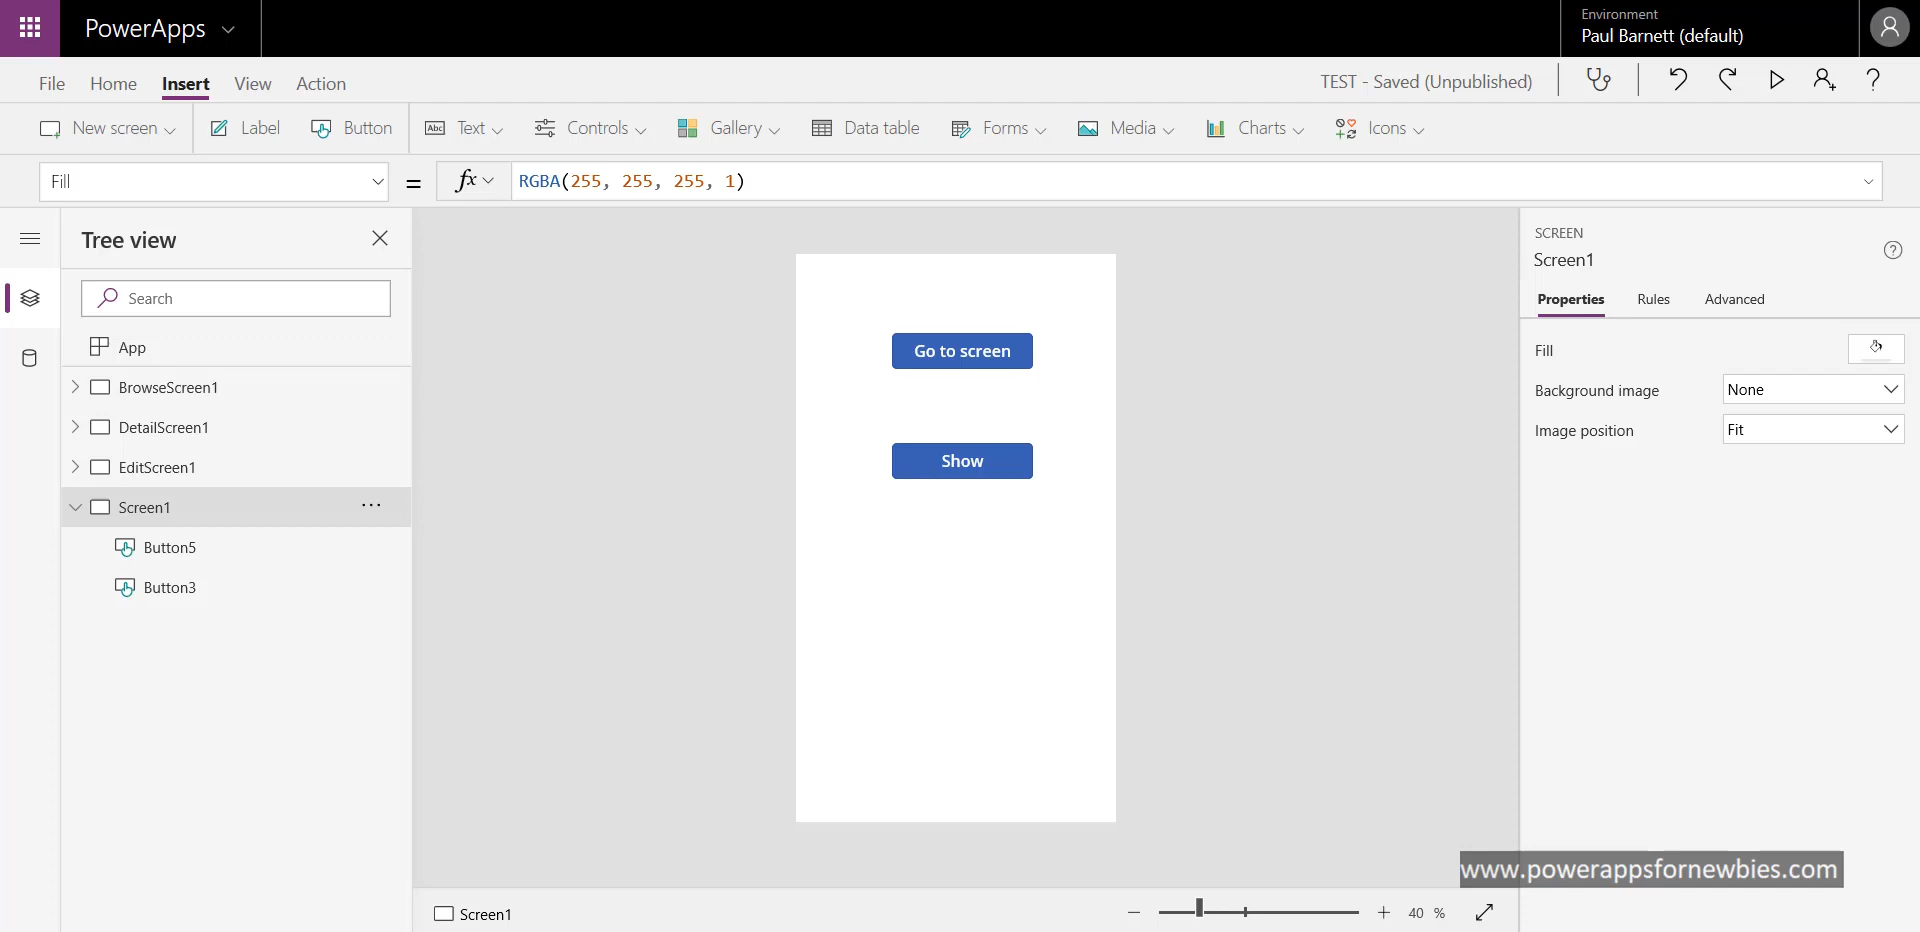 PowerApps
Environment
Paul Barnett (default)
File Home Insert View Action
TEST - Saved (Unpublished)
New screen Label Button Abc Text Controls Gallery Data table Forms Media Charts Icons
Fill = fx RGBA(255, 255, 255, 1)
Tree view
Search
App
BrowseScreen1
DetailScreen1
EditScreen1
Screen1 ...
Button5
Button3
Go to screen
Show
SCREEN
Screen1
Properties Rules Advanced
Fill
Background image None
Image position Fit
www.powerappsfornewbies.com
Screen1
40 %